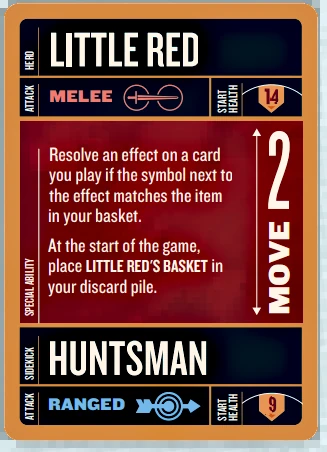 HERO
LITTLE RED
ATTACK
MELEE
START HEALTH
14
SPECIAL ABILITY
Resolve an effect on a card
you play if the symbol next to
the effect matches the item
in your basket.
At the start of the game,
place LITTLE RED'S BASKET in
your discard pile.
MOVE 2
SIDEKICK
HUNTSMAN
ATTACK
RANGED
START HEALTH
9